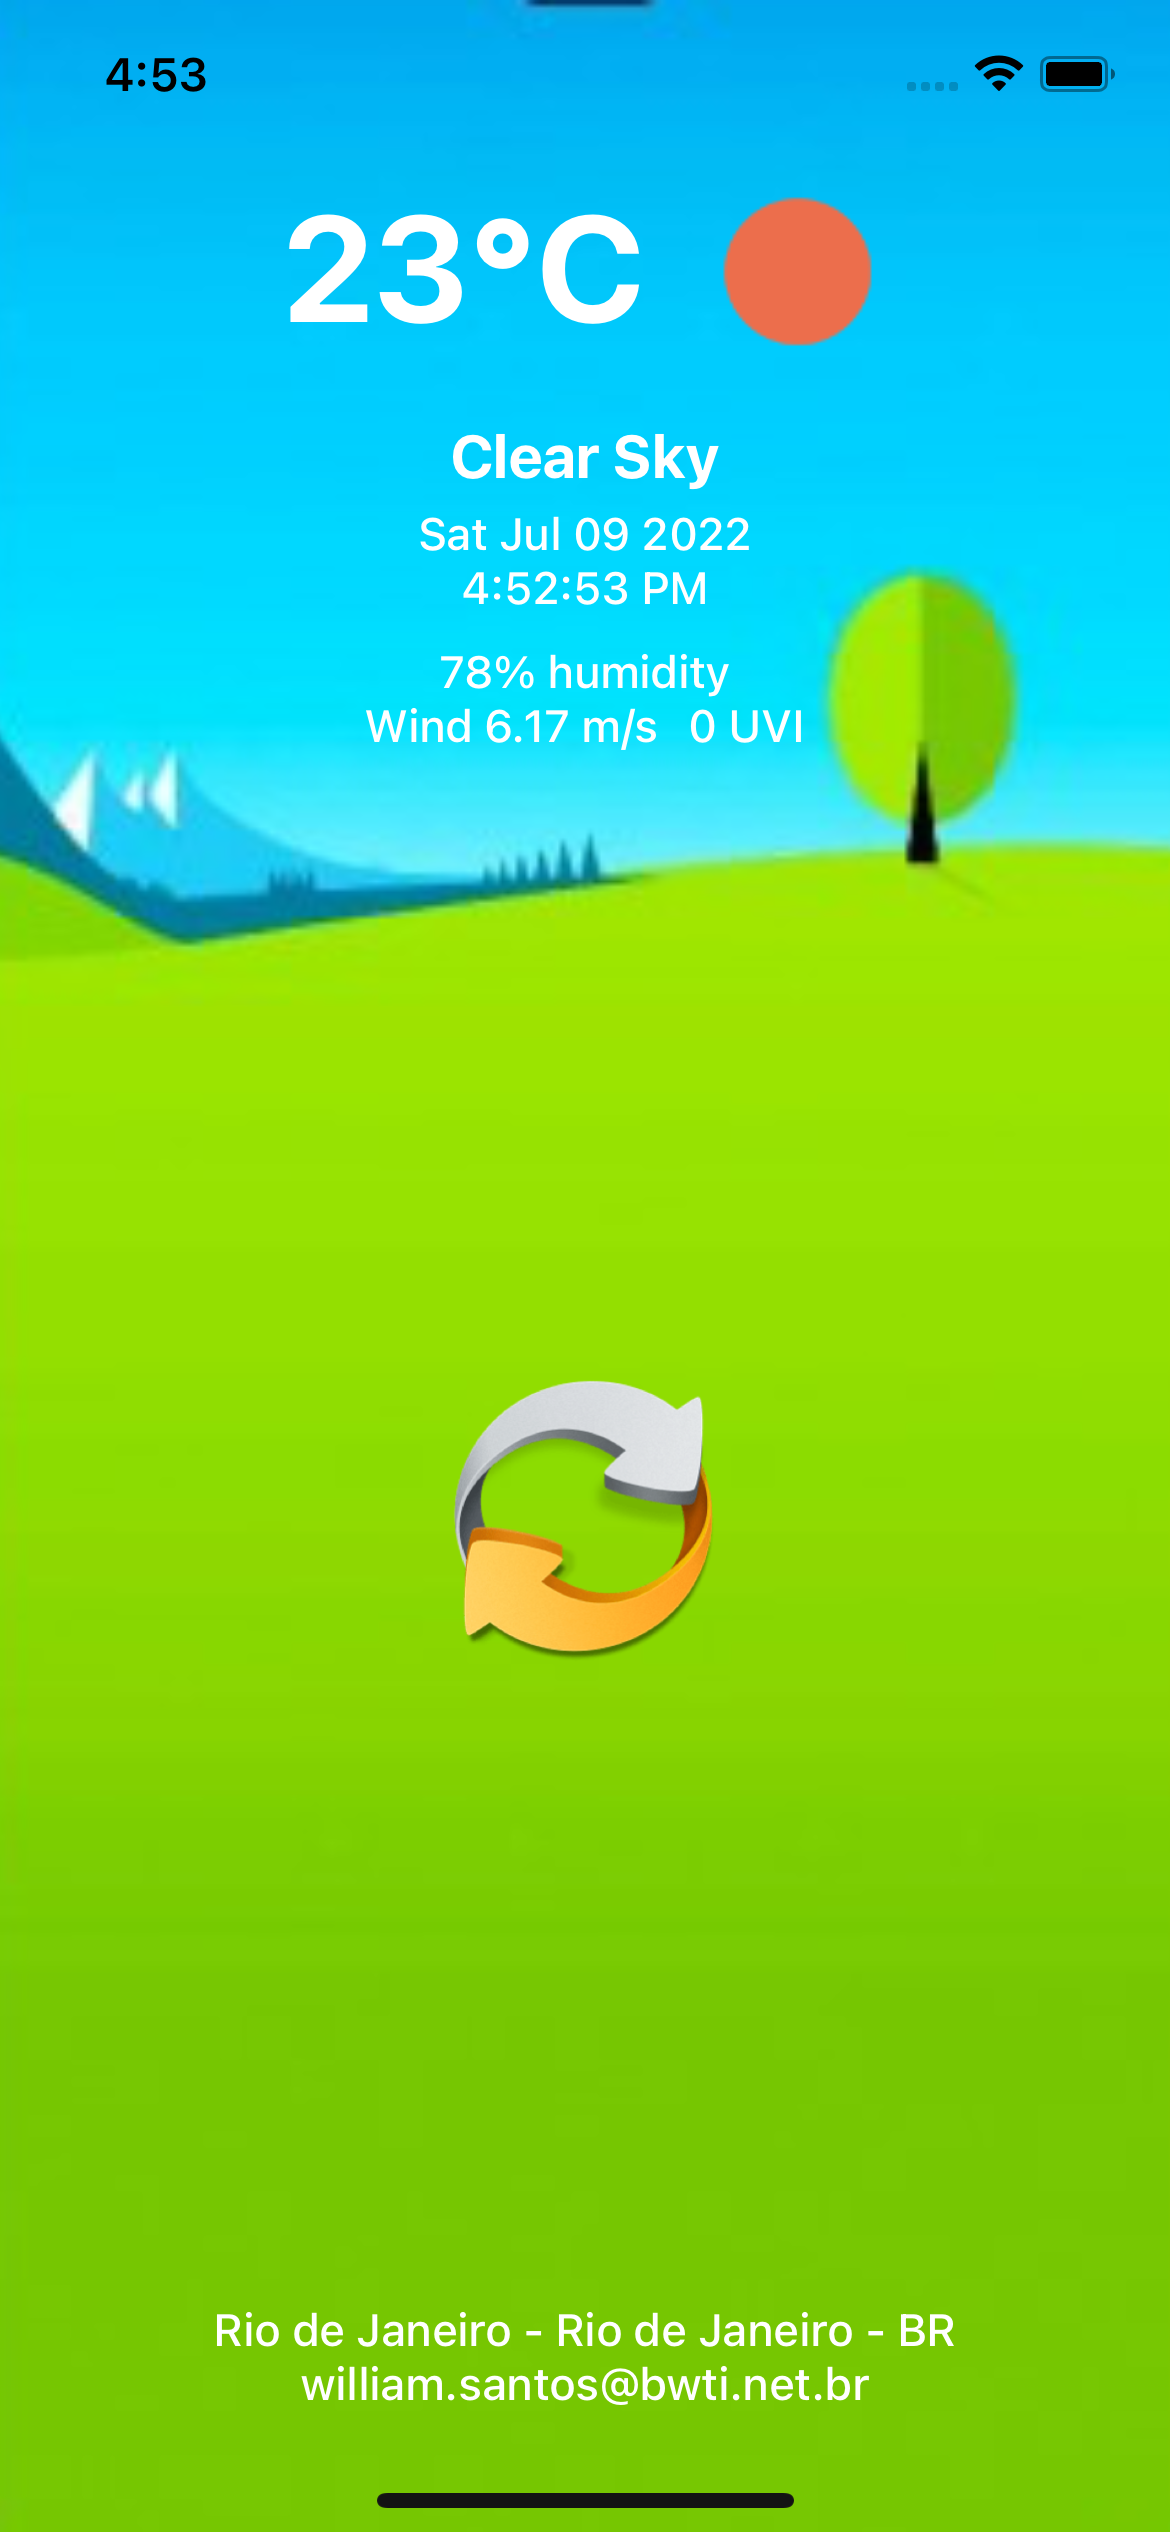 4:53
23°C
Clear Sky
Sat Jul 09 2022
4:52:53 PM
78% humidity
Wind 6.17 m/s 0 UVI
Rio de Janeiro - Rio de Janeiro - BR
william.santos@bwti.net.br